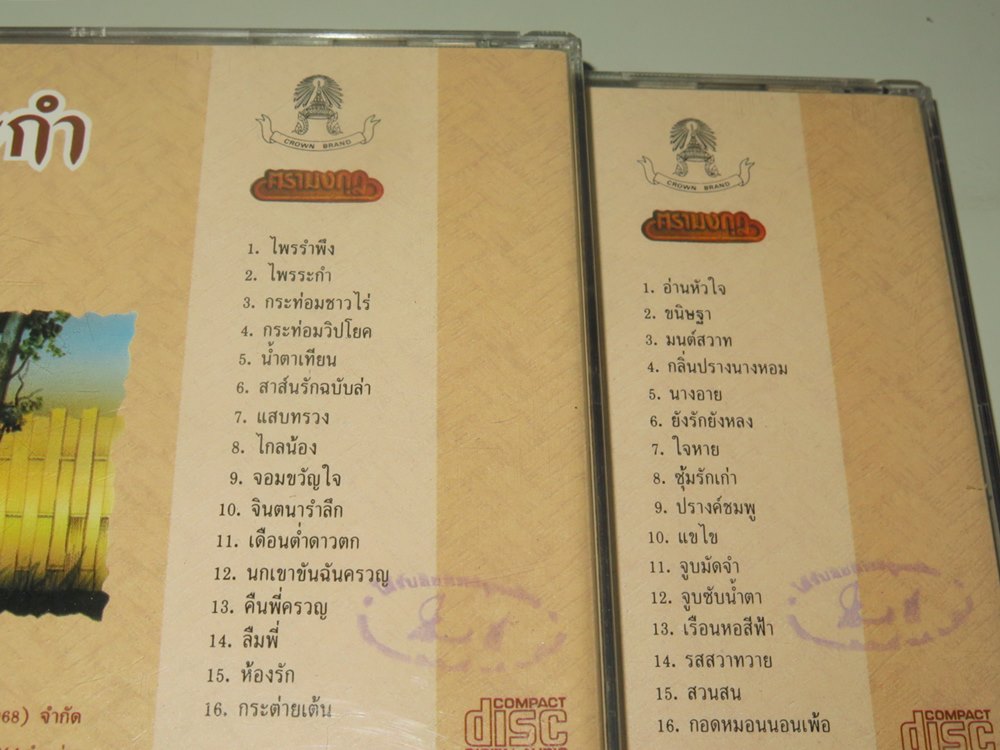 ะกำ
CROWN BRAND
ตรามงกุฎ
1. ไพรรำพึง
2. ไพรระกำ
3. กระท่อมชาวไร่
4. กระท่อมวิปโยค
5. น้ำตาเทียน
6. สาส์นรักฉบับล่า
7. แสบทรวง
8. ไกลน้อง
9. จอมขวัญใจ
10. จินตนารำลึก
11. เดือนต่ำดาวตก
12. นกเขาขันฉันครวญ
13. คืนพี่ครวญ
14. ลืมพี่
15. ห้องรัก
16. กระต่ายเต้น
68) จำกัด
COMPACT
disc
DIGITAL AUDIO
CROWN BRAND
ตรามงกุฎ
1. อ่านหัวใจ
2. ขนิษฐา
3. มนต์สวาท
4. กลิ่นปรางนางหอม
5. นางอาย
6. ยังรักยังหลง
7. ใจหาย
8. ซุ้มรักเก่า
9. ปรางค์ชมพู
10. แขไข
11. จูบมัดจำ
12. จูบซับน้ำตา
13. เรือนหอสีฟ้า
14. รสสวาทวาย
15. สวนสน
16. กอดหมอนนอนเพ้อ
COMPACT
disc